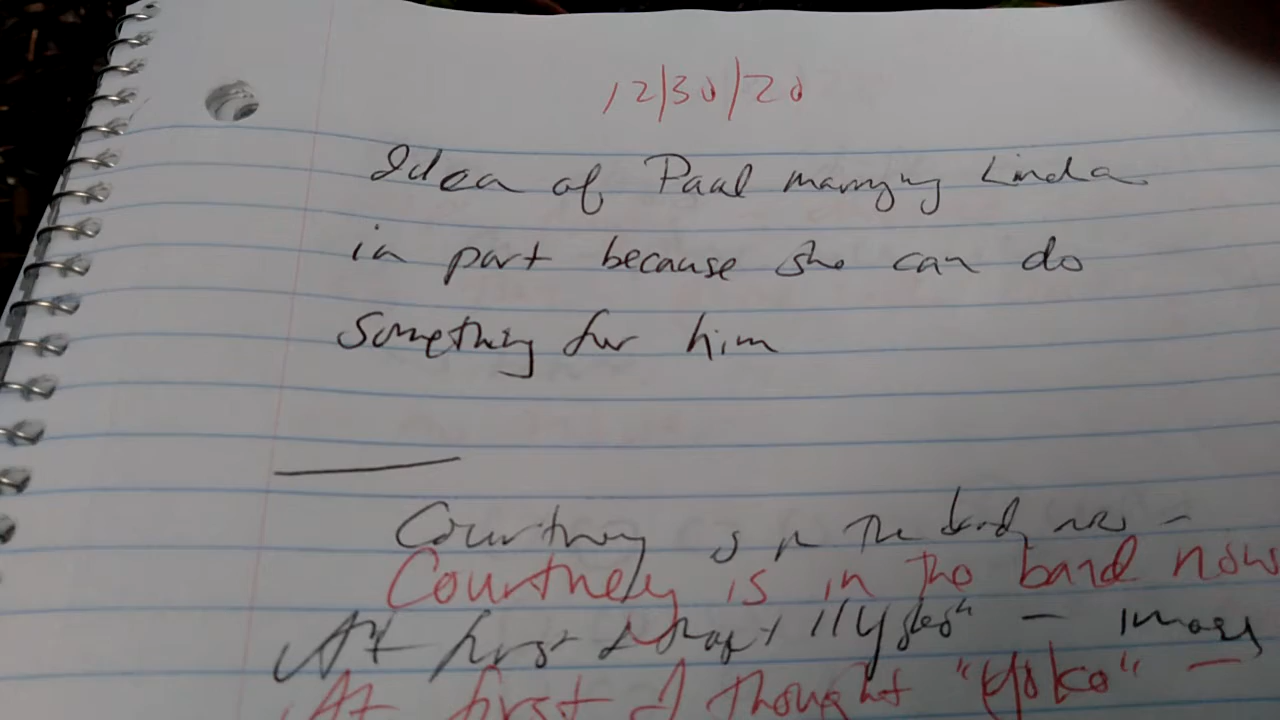 12/30/20
Idea of Paul marrying Linda
in part because she can do
something for him
Courtney is in the band now -
Courtney is in the band now
At first I thought "Yoko" -
At first I thought "Yoko" -